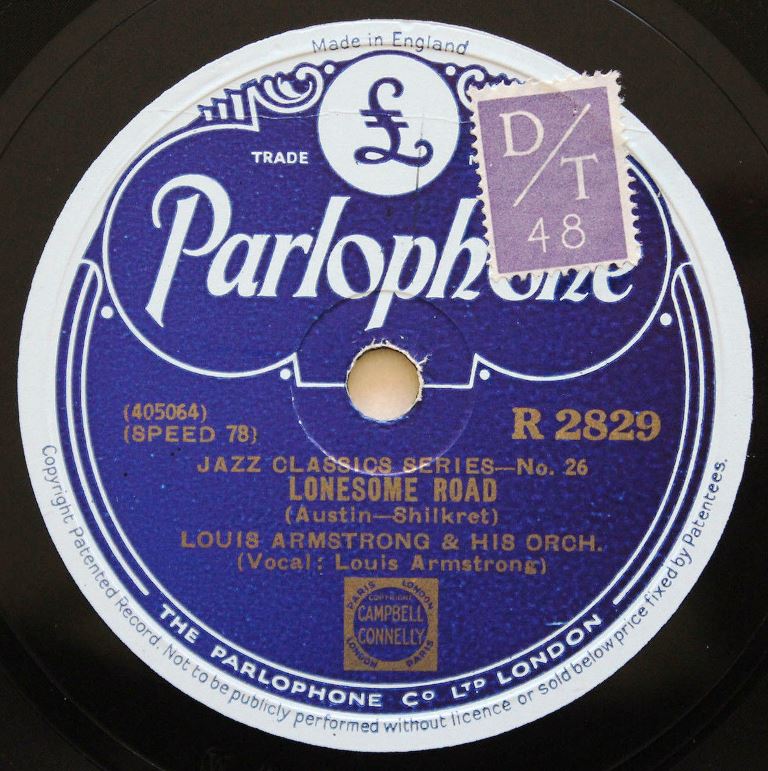 Made in England
£
TRADE
D/T
48
Parlophone
(405064)
(SPEED 78)
R 2829
JAZZ CLASSICS SERIES—No. 26
LONESOME ROAD
(Austin—Shilkret)
LOUIS ARMSTRONG & HIS ORCH.
(Vocal: Louis Armstrong)
PARIS LONDON
COPYRIGHT
CAMPBELL
CONNELLY
LONDON PARIS
THE PARLOPHONE Cº LTD LONDON
Copyright Patented Record. Not to be publicly performed without licence or sold below price fixed by Patentees.